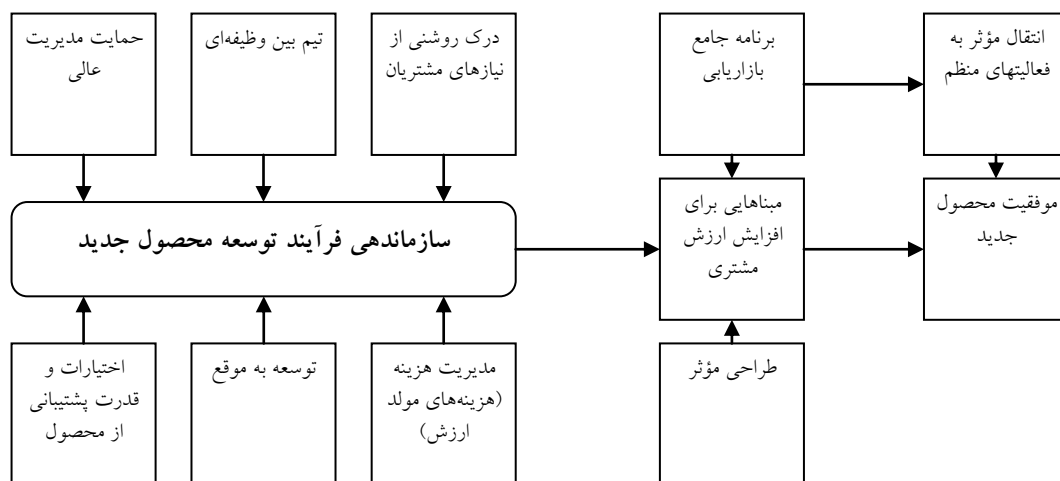 حمایت مدیریت
عالی
تیم بین وظیفه‌ای
درک روشنی از
نیازهای مشتریان
برنامه جامع
بازاریابی
انتقال مؤثر به
فعالیتهای منظم
سازماندهی فرآیند توسعه محصول جدید
مبناهایی برای
افزایش ارزش
مشتری
موفقیت محصول
جدید
اختیارات و
قدرت پشتیبانی
از محصول
توسعه به موقع
مدیریت هزینه
(هزینه‌های مولد
ارزش)
طراحی مؤثر